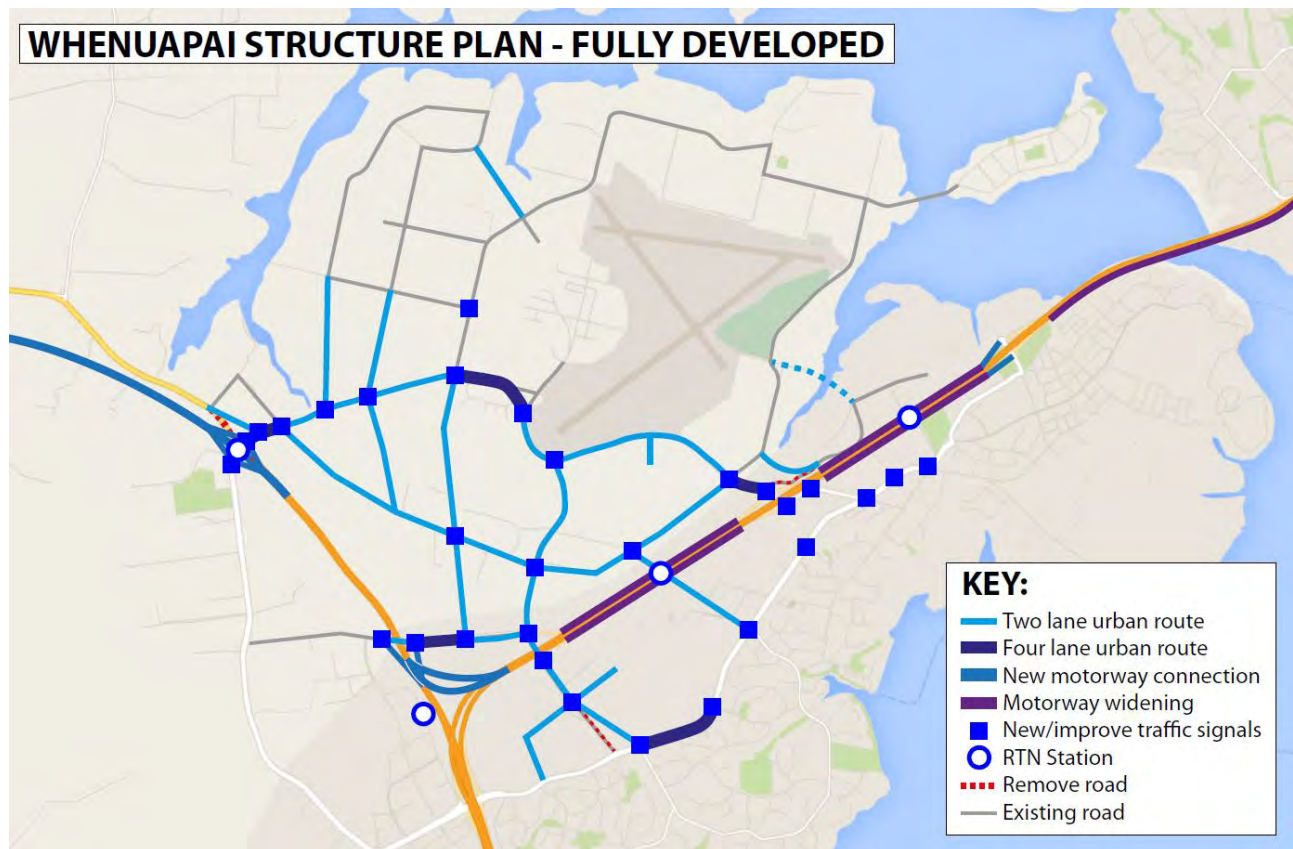 WHENUAPAI STRUCTURE PLAN - FULLY DEVELOPED
KEY:
Two lane urban route
Four lane urban route
New motorway connection
Motorway widening
New/improve traffic signals
RTN Station
Remove road
Existing road